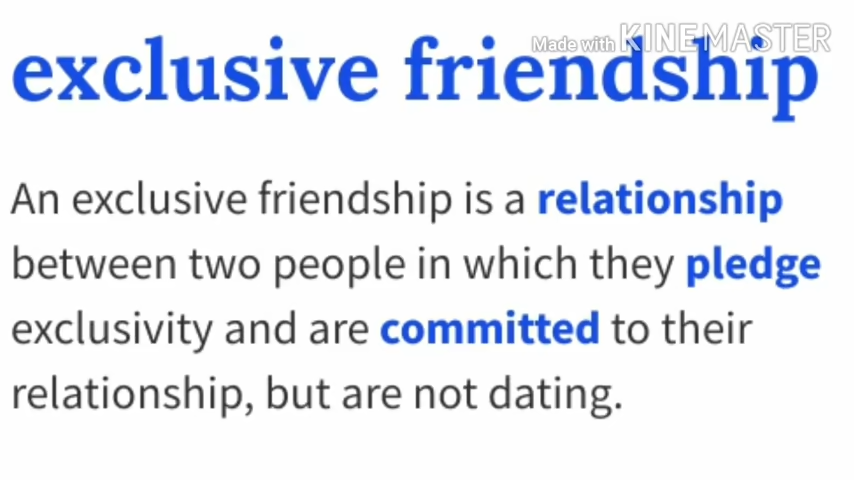 Made with KINEMASTER
exclusive friendship
An exclusive friendship is a relationship
between two people in which they pledge
exclusivity and are committed to their
relationship, but are not dating.